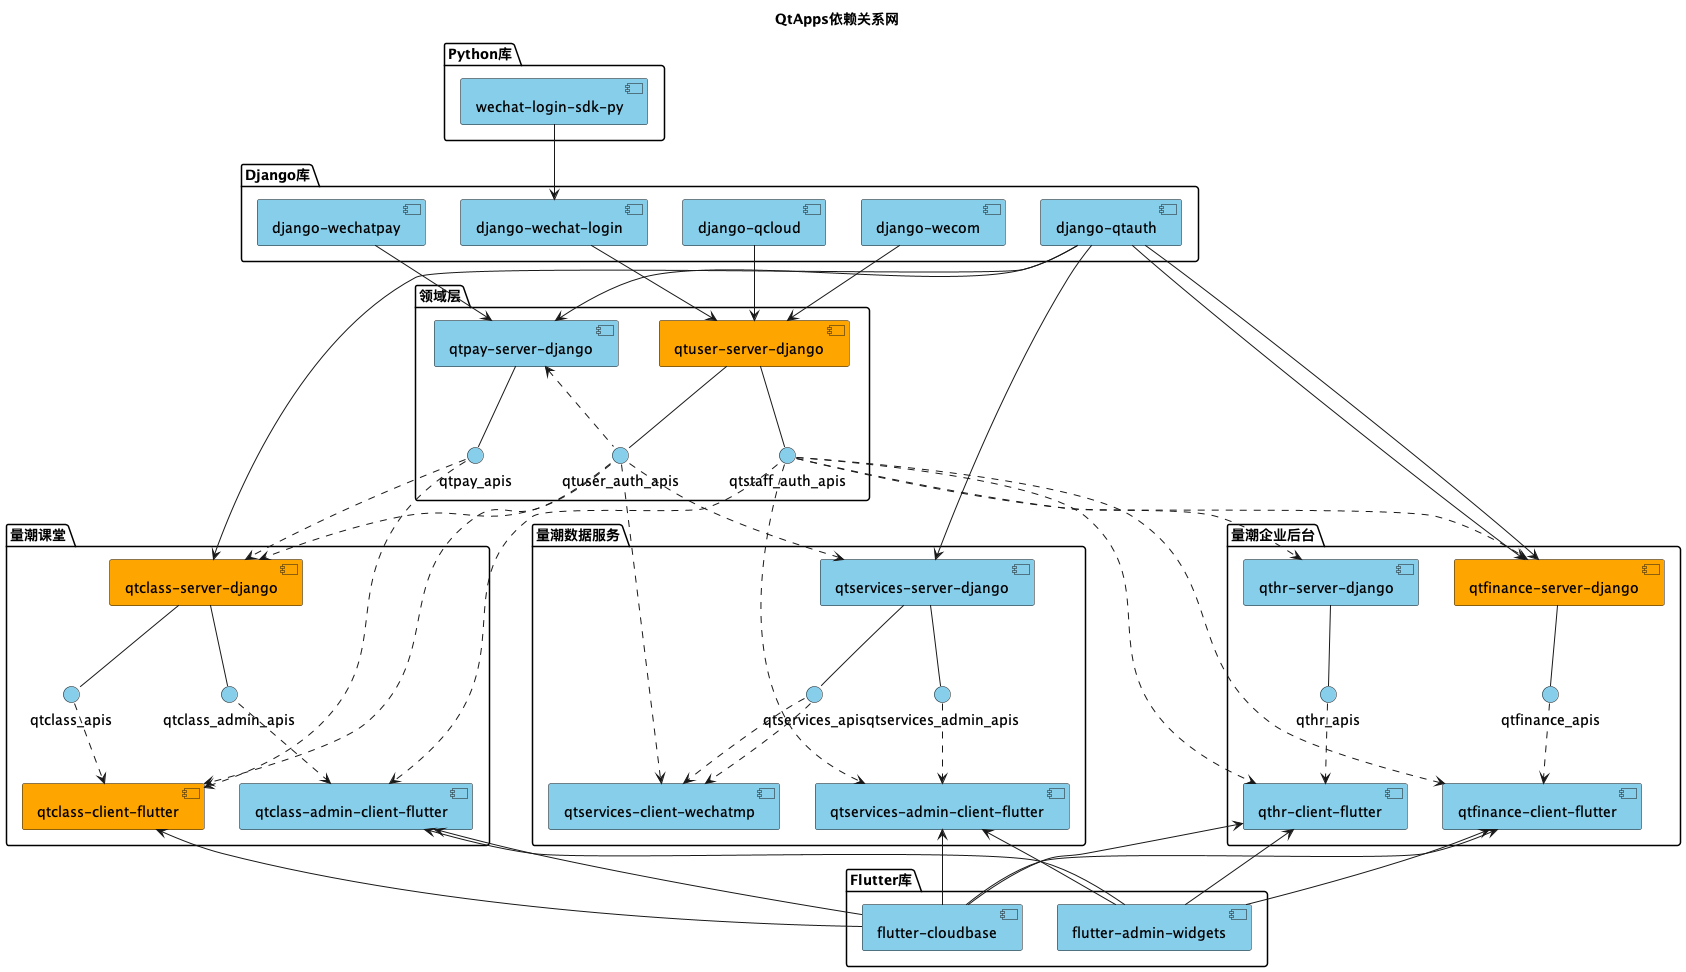 QtApps依赖关系网
Python库
wechat-login-sdk-py
Django库
django-wechatpay
django-wechat-login
django-qcloud
django-wecom
django-qtauth
领域层
qtpay-server-django
qtuser-server-django
qtpay_apis
qtuser_auth_apis
qtstaff_auth_apis
量潮课堂
量潮数据服务
量潮企业后台
qtclass-server-django
qtservices-server-django
qthr-server-django
qtfinance-server-django
qtclass_apis
qtclass_admin_apis
qtservices_apis
qtservices_admin_apis
qthr_apis
qtfinance_apis
qtclass-client-flutter
qtclass-admin-client-flutter
qtservices-client-wechatmp
qtservices-admin-client-flutter
qthr-client-flutter
qtfinance-client-flutter
Flutter库
flutter-cloudbase
flutter-admin-widgets